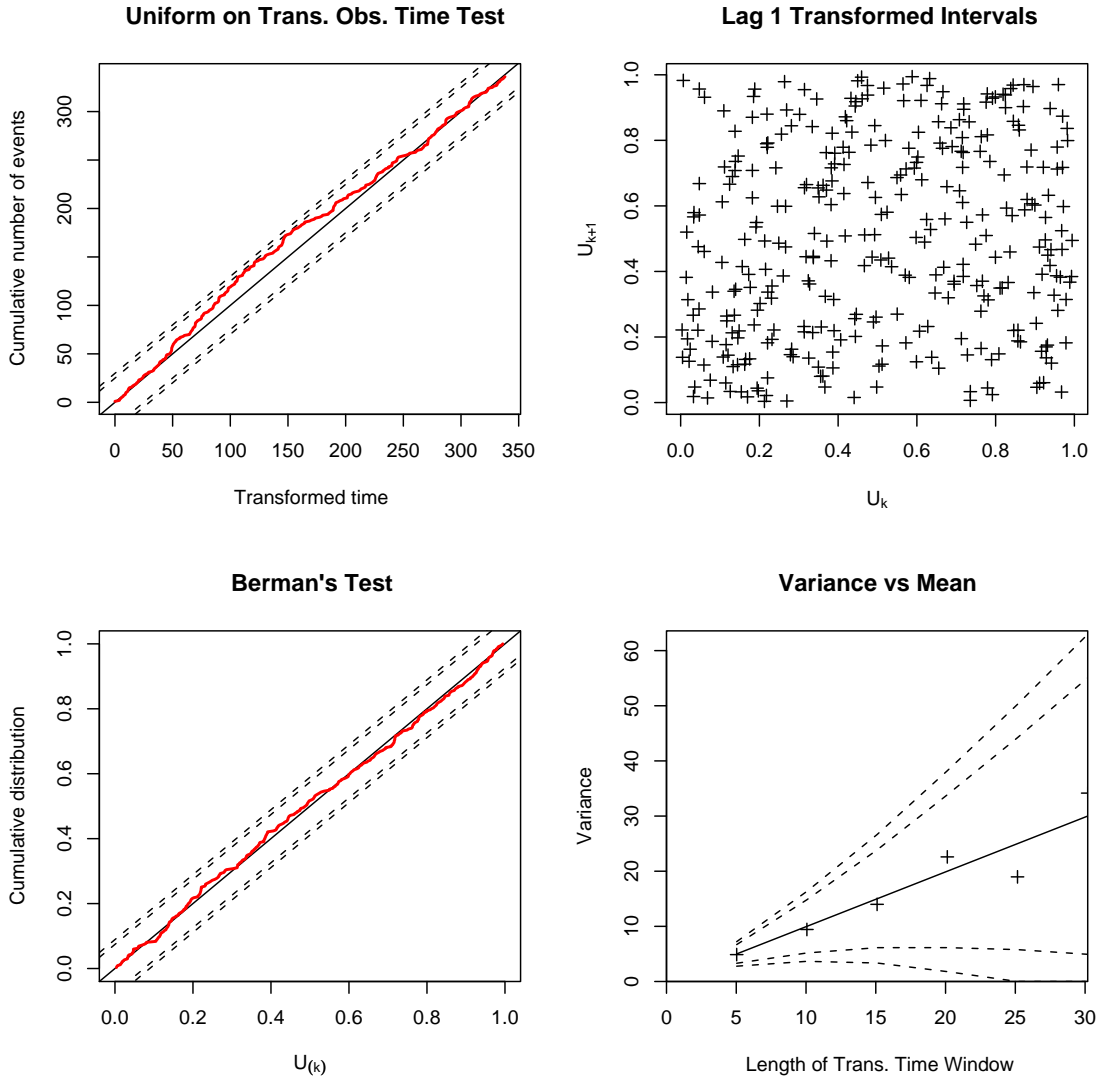 Uniform on Trans. Obs. Time Test
Cumulative number of events
300
200
100
50
0
0 50 100 150 200 250 300 350
Transformed time
Lag 1 Transformed Intervals
U_{k+1}
1.0
0.8
0.6
0.4
0.2
0.0
0.0 0.2 0.4 0.6 0.8 1.0
U_k
Berman's Test
Cumulative distribution
1.0
0.8
0.6
0.4
0.2
0.0
0.0 0.2 0.4 0.6 0.8 1.0
U_{(k)}
Variance vs Mean
Variance
60
50
40
30
20
10
0
0 5 10 15 20 25 30
Length of Trans. Time Window